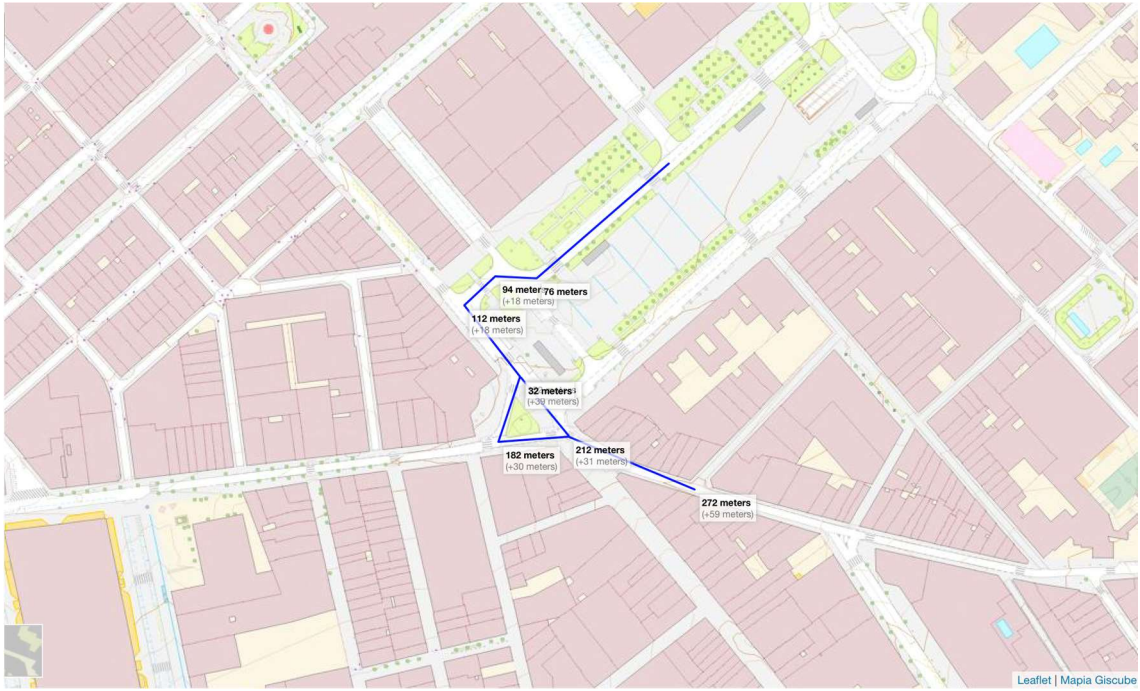 94 meter
76 meters
(+18 meters)
112 meters
(+18 meters)
32 meters
(+39 meters)
182 meters
(+30 meters)
212 meters
(+31 meters)
272 meters
(+59 meters)
Leaflet | Mapia Giscube